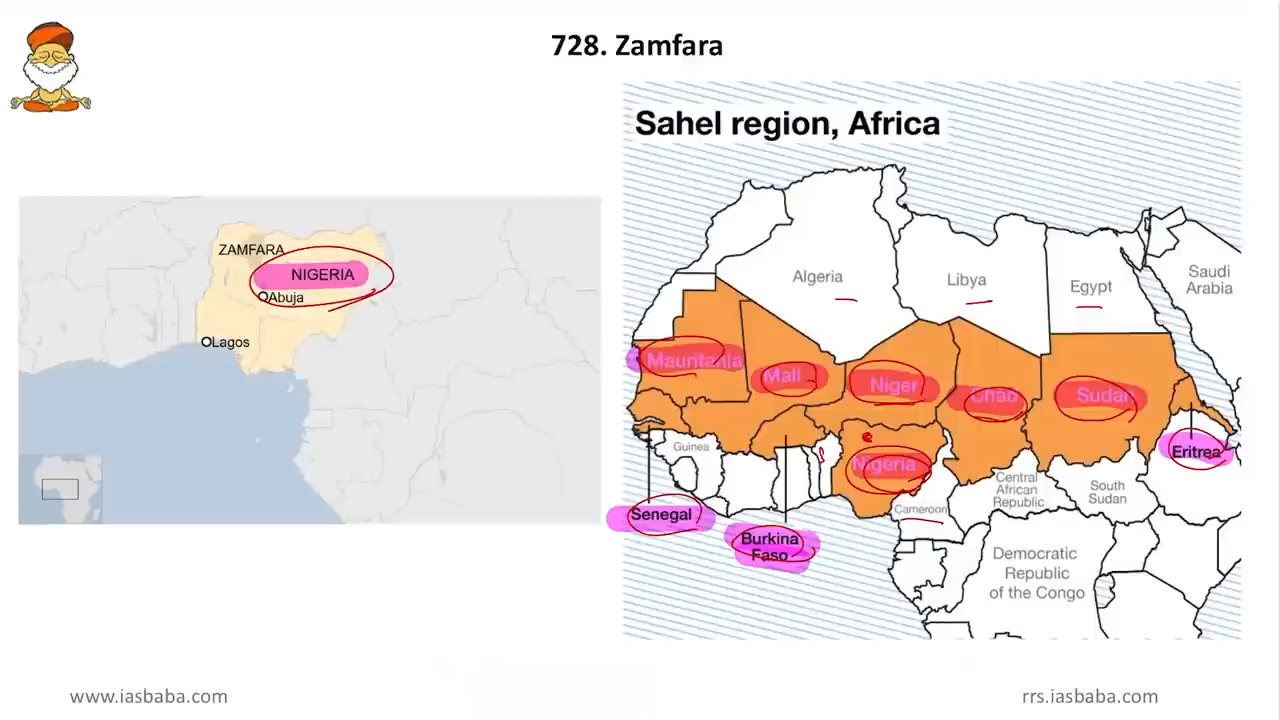 728. Zamfara
ZAMFARA
NIGERIA
Abuja
Lagos
Sahel region, Africa
Algeria
Libya
Egypt
Saudi
Arabia
Mauritania
Mali
Niger
Chad
Sudan
Eritrea
Guinea
Nigeria
Central
African
Republic
South
Sudan
Cameroon
Senegal
Burkina
Faso
Democratic
Republic
of the Congo
www.iasbaba.com
rrs.iasbaba.com